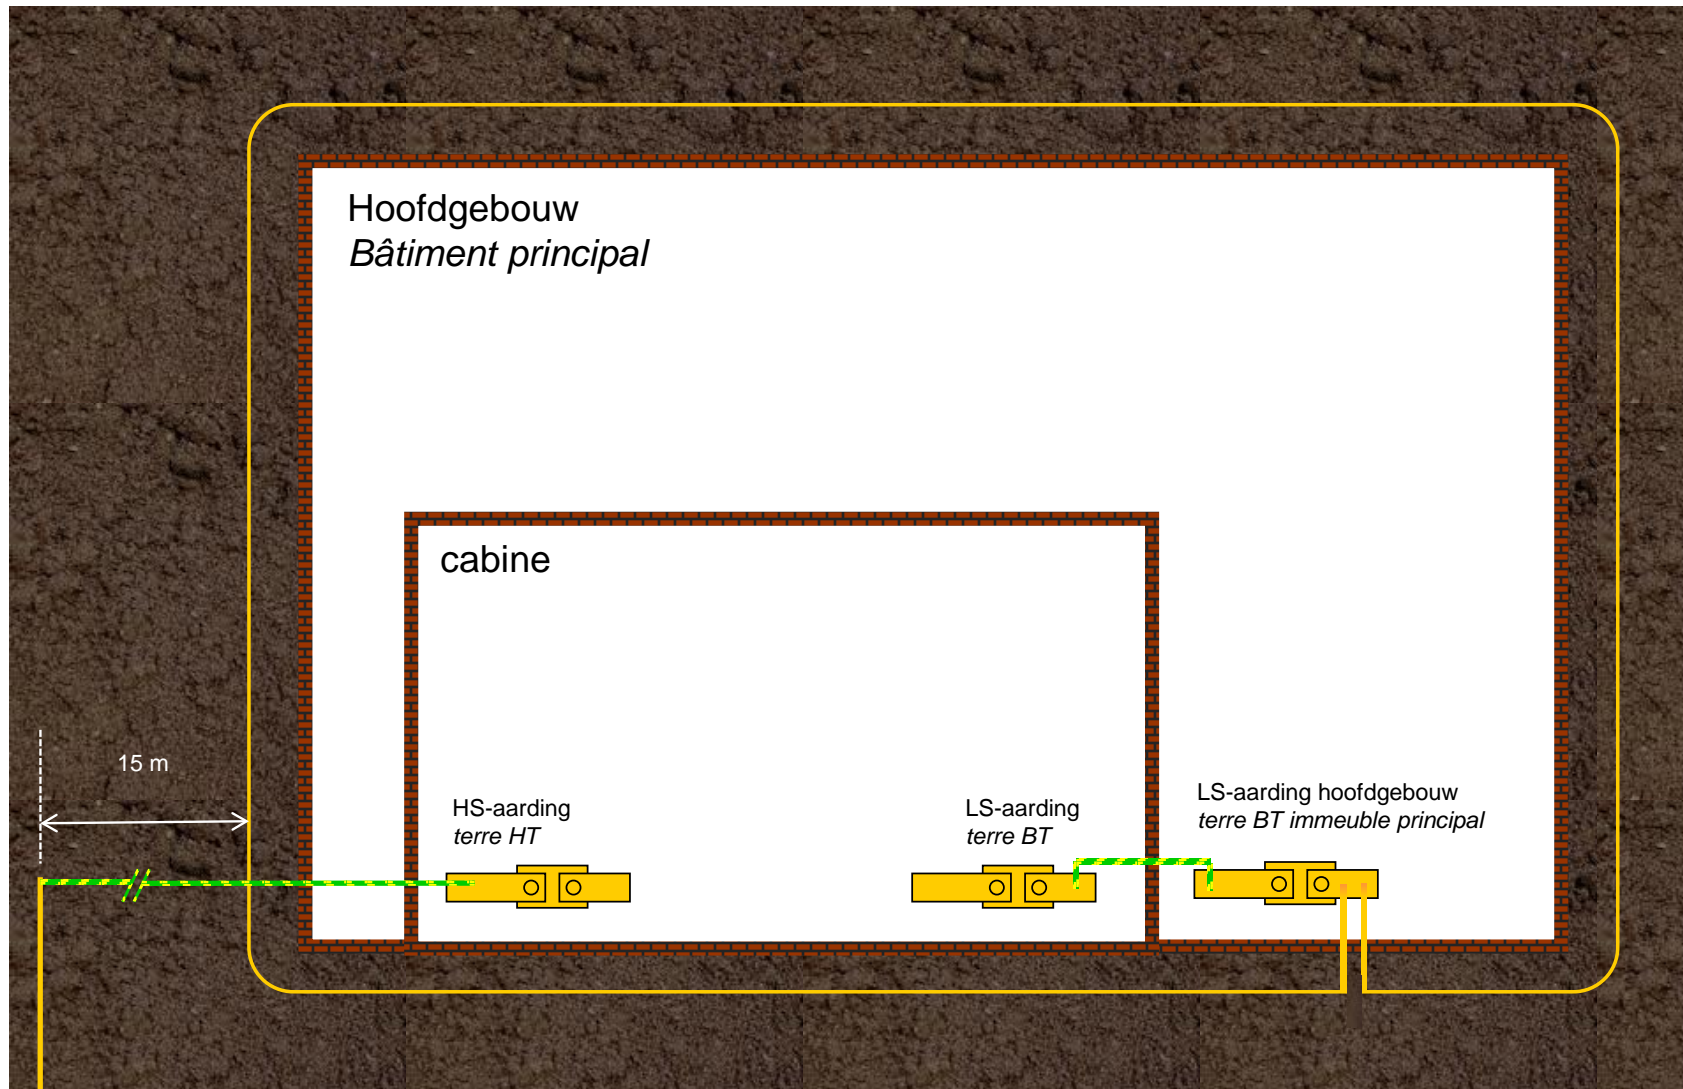 Hoofdgebouw
Bâtiment principal
cabine
15 m
HS-aarding
terre HT
LS-aarding
terre BT
LS-aarding hoofdgebouw
terre BT immeuble principal